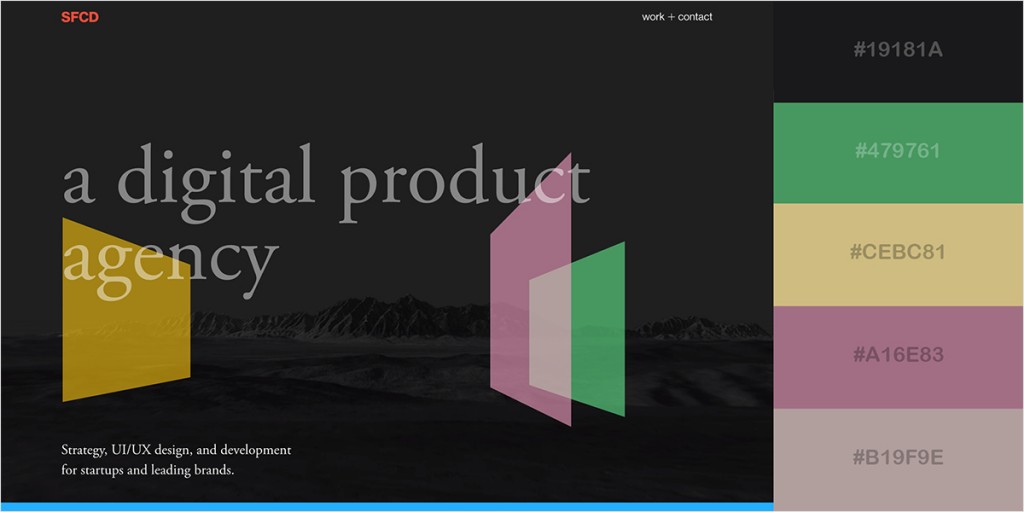 SFCD
work + contact
a digital product
agency
Strategy, UI/UX design, and development
for startups and leading brands.
#19181A
#479761
#CEBC81
#A16E83
#B19F9E